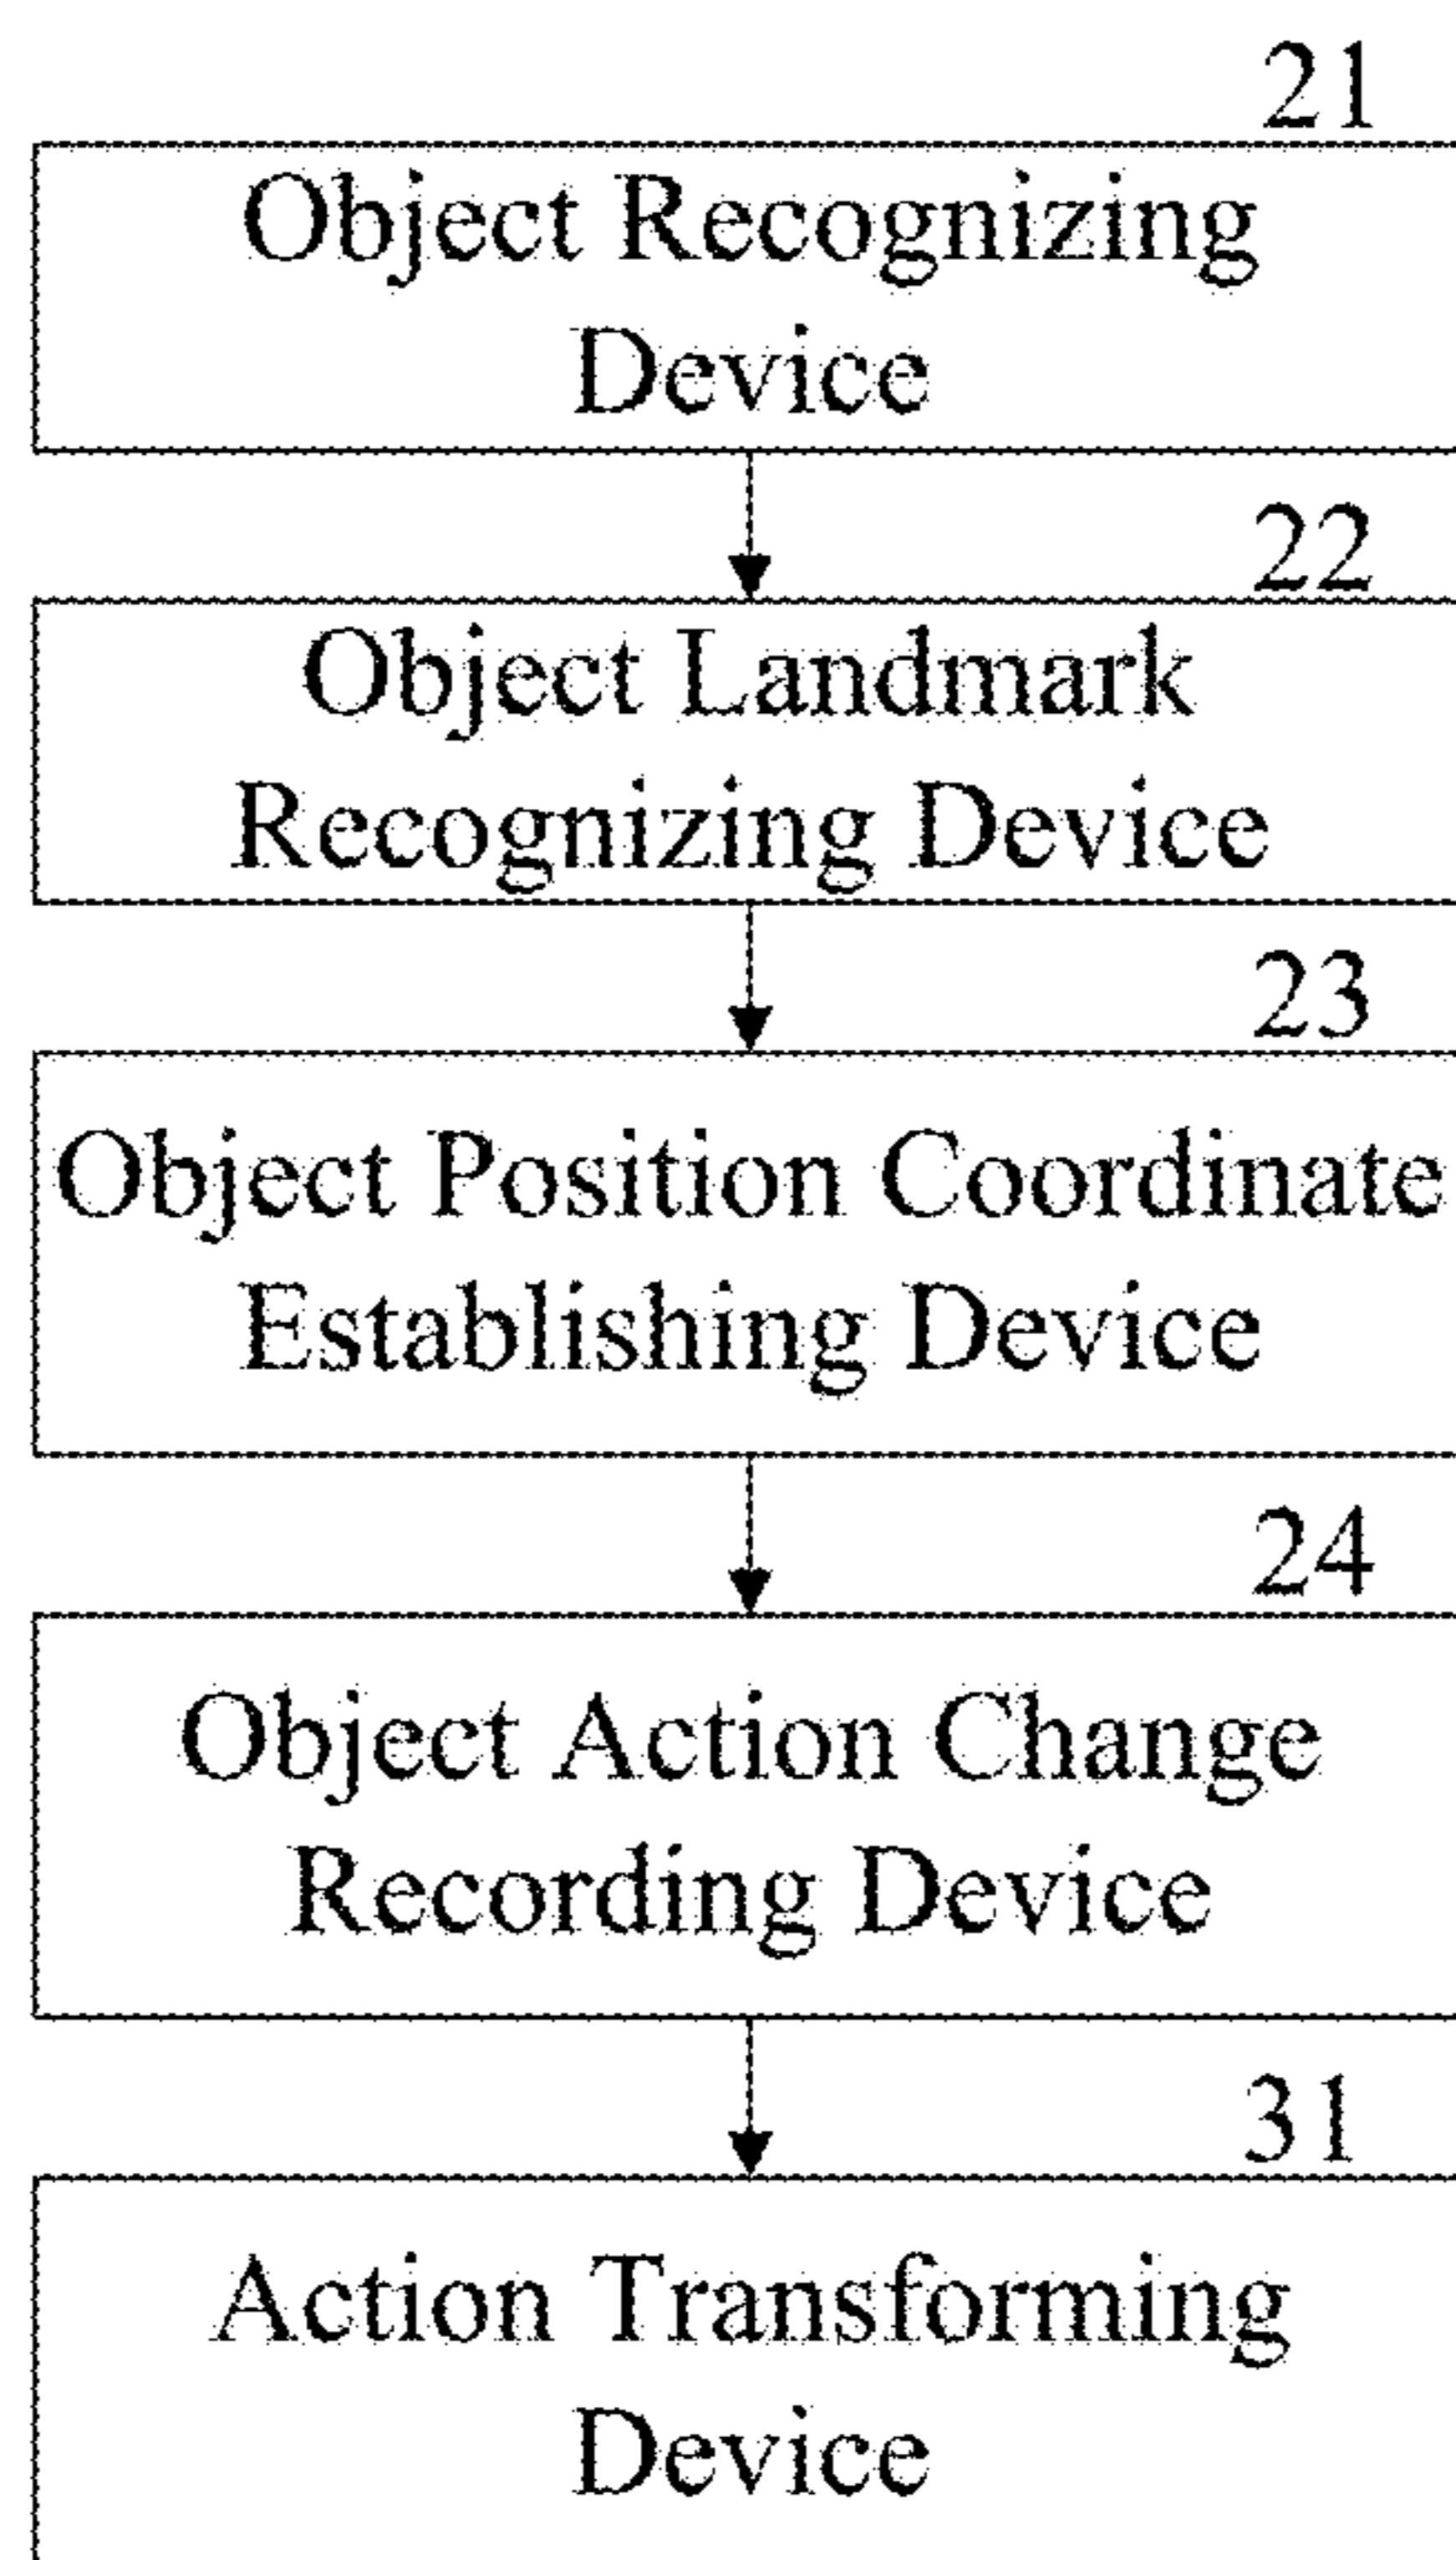 21
Object Recognizing
Device
22
Object Landmark
Recognizing Device
23
Object Position Coordinate
Establishing Device
24
Object Action Change
Recording Device
31
Action Transforming
Device